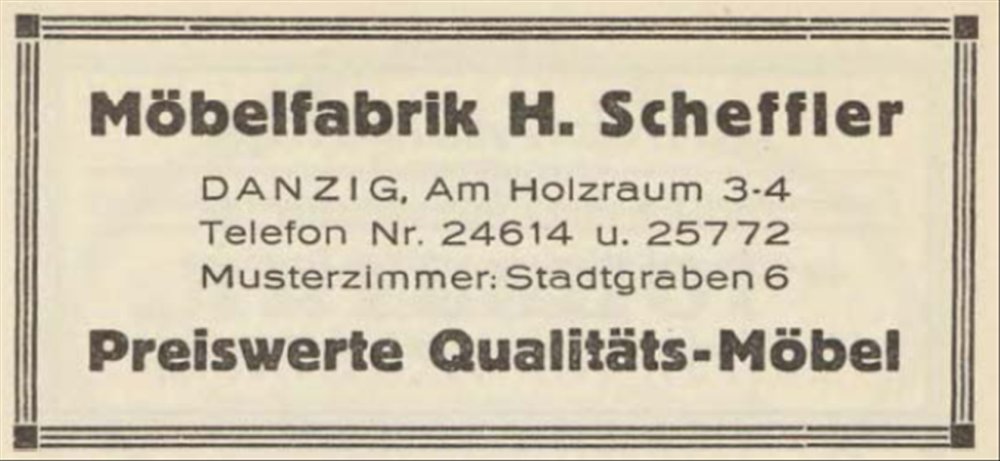 Möbelfabrik H. Scheffler
DANZIG, Am Holzraum 3-4
Telefon Nr. 24614 u. 25772
Musterzimmer: Stadtgraben 6
Preiswerte Qualitäts-Möbel